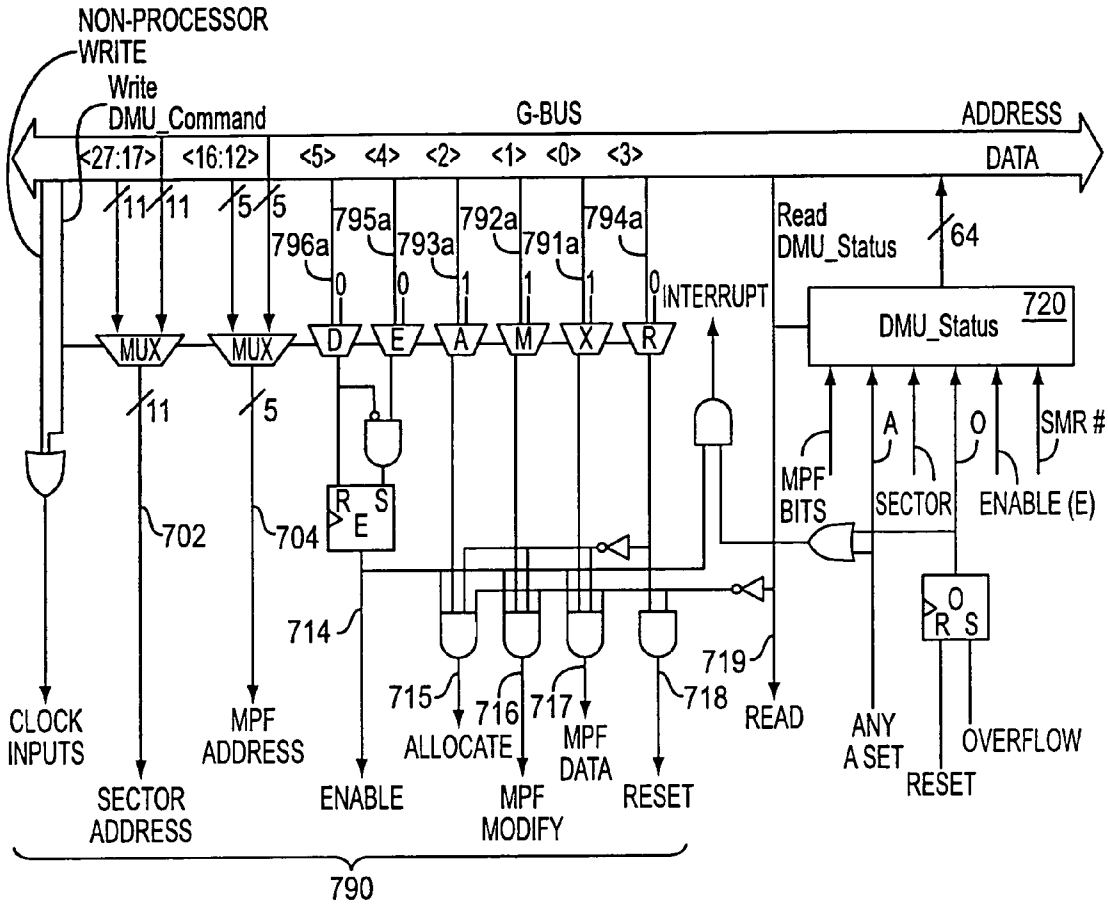 NON-PROCESSOR
WRITE
Write
DMU_Command
G-BUS
ADDRESS
<27:17> <16:12> <5> <4> <2> <1> <0> <3>
DATA
11 11 5 5
796a 795a 793a 792a 791a 794a
0 0 1 1 1 0
Read
DMU_Status
64
INTERRUPT
MUX MUX D E A M X R
DMU_Status 720
11 5
R S
E
MPF
BITS
A
SECTOR
O
ENABLE (E)
SMR #
702 704
O
R S
714 715 716 717 718 719
CLOCK
INPUTS
SECTOR
ADDRESS
MPF
ADDRESS
ENABLE
ALLOCATE
MPF
MODIFY
MPF
DATA
RESET
READ
ANY
A SET
RESET
OVERFLOW
790